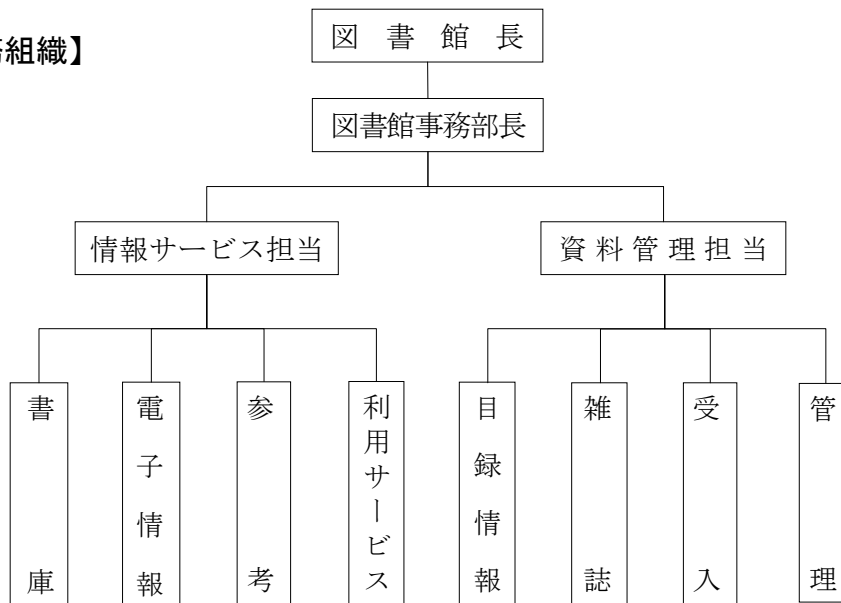 組織】
図書館長
図書館事務部長
情報サービス担当
資料管理担当
書庫
電子情報
参考
利用サービス
目録情報
雑誌
受入
管理